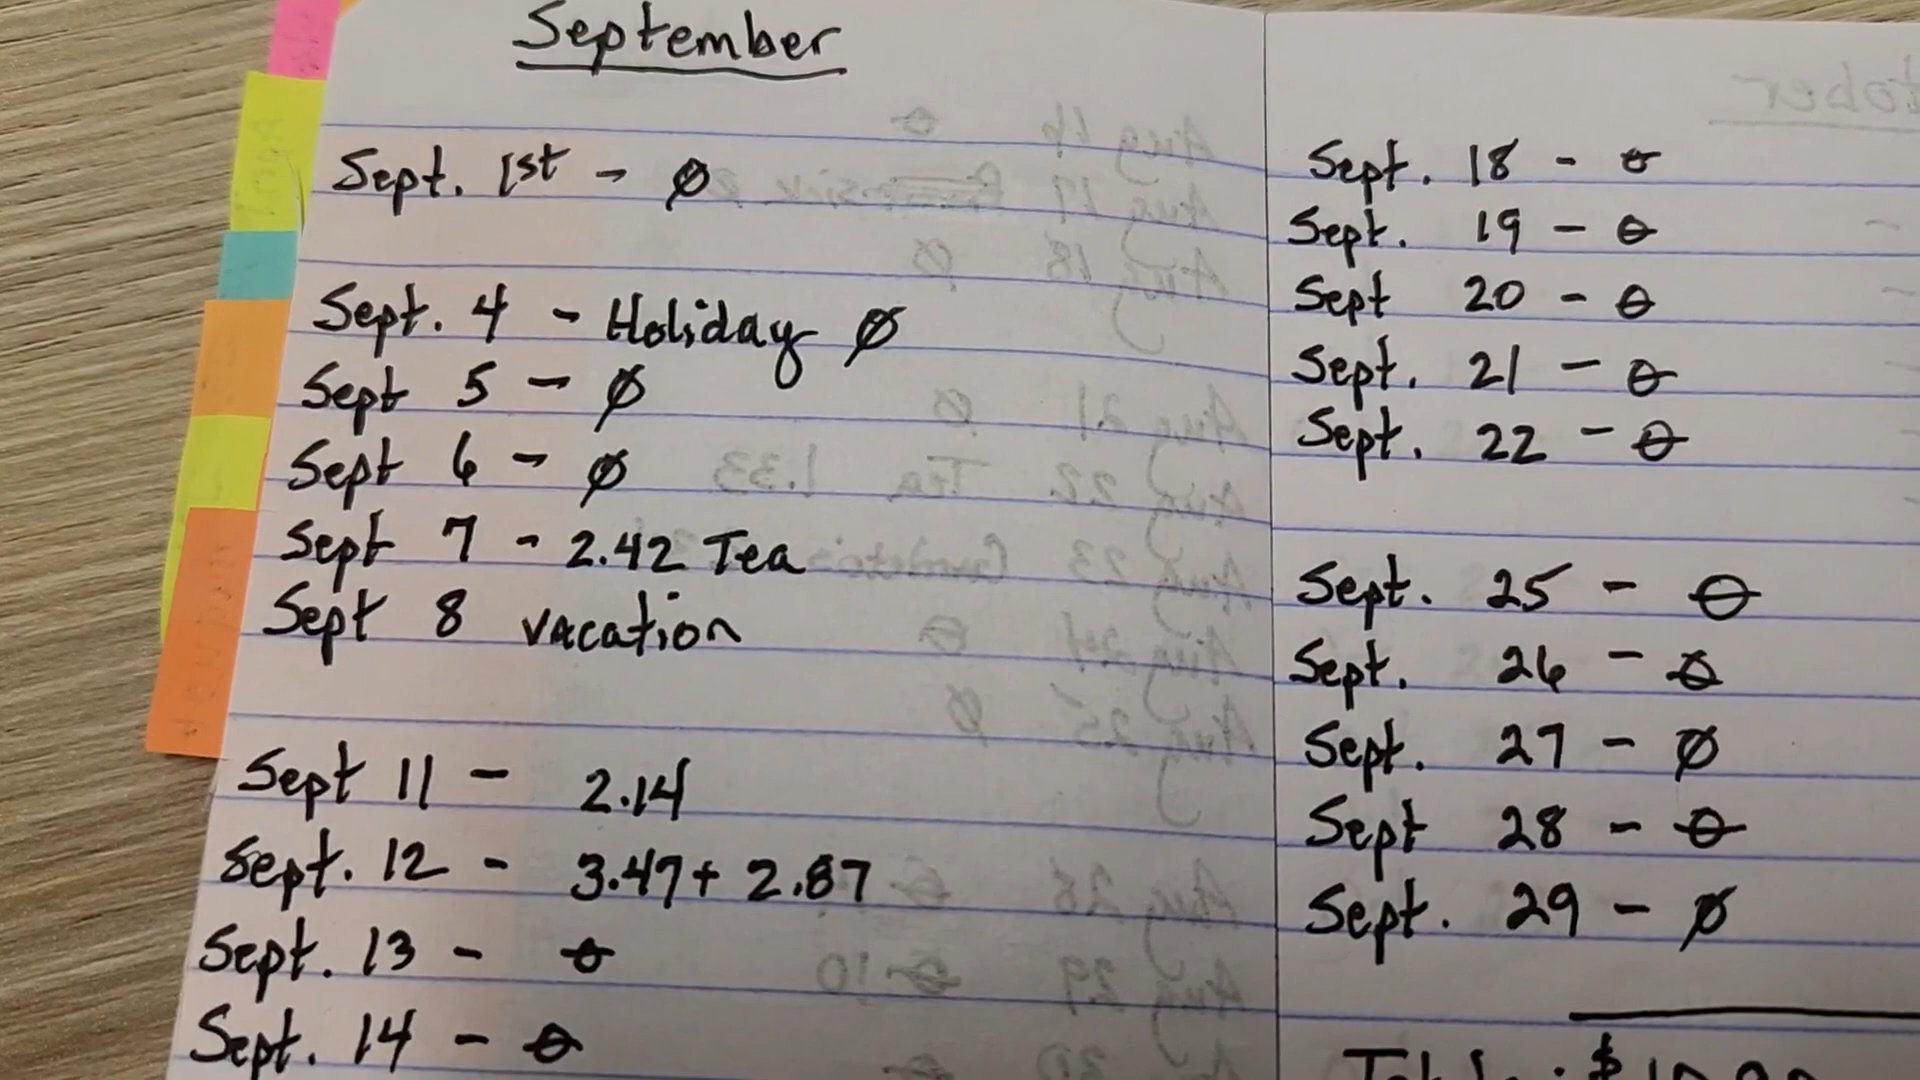 September
Sept. 1st - ∅
Sept. 4 - Holiday ∅
Sept 5 - ∅
Sept 6 - ∅
Sept 7 - 2.42 Tea
Sept 8 vacation
Sept 11 - 2.14
Sept. 12 - 3.47+ 2.87
Sept. 13 - ∅
Sept. 14 - ∅
Sept. 18 - ∅
Sept. 19 - ∅
Sept 20 - ∅
Sept. 21 - ∅
Sept. 22 - ∅
Sept. 25 - ∅
Sept. 26 - ∅
Sept. 27 - ∅
Sept 28 - ∅
Sept. 29 - ∅